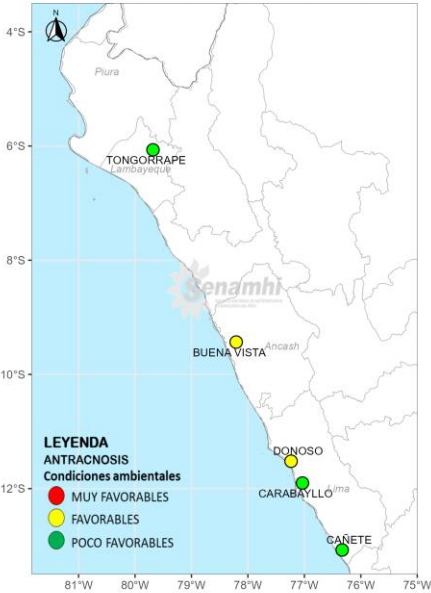 N
4°S
Piura
6°S
TONGORRAPE
Lambayeque
8°S
Senamhi
BUENA VISTA
Ancash
10°S
LEYENDA
ANTRACNOSIS
Condiciones ambientales
MUY FAVORABLES
FAVORABLES
POCO FAVORABLES
DONOSO
12°S
CARABAYLLO
Lima
CAÑETE
81°W
80°W
79°W
78°W
77°W
76°W
75°W